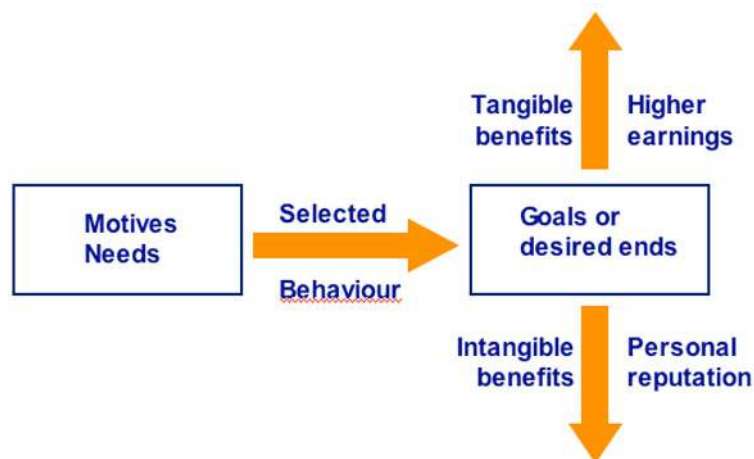 Tangible benefits
Higher earnings
Motives
Needs
Selected
Behaviour
Goals or
desired ends
Intangible benefits
Personal reputation